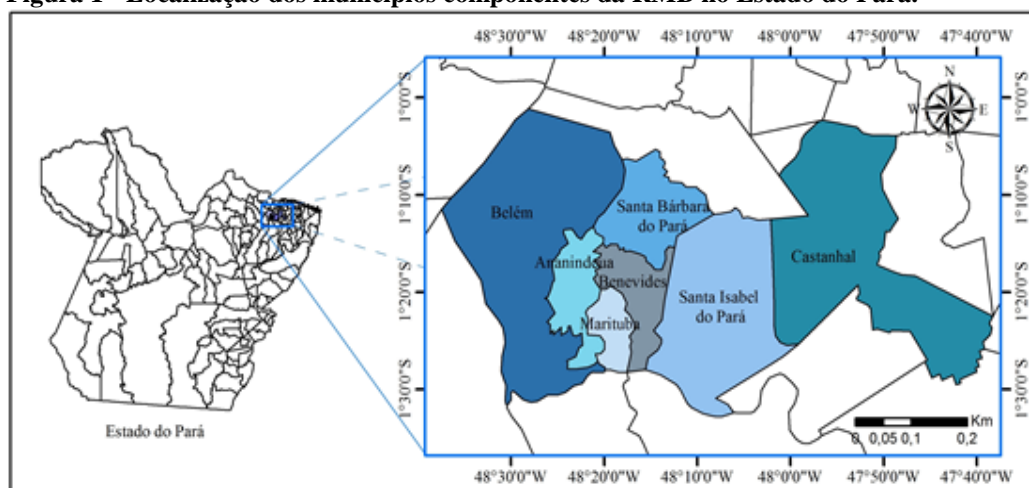 Figura 1 - Localização dos municípios componentes da RMB no Estado do Pará.
48°30'0"W 48°20'0"W 48°10'0"W 48°0'0"W 47°50'0"W 47°40'0"W
1°0'0"S
1°0'0"S
N
W E
S
1°10'0"S
1°10'0"S
Belém
Santa Bárbara
do Pará
Ananindeua
Benevides
Castanhal
1°20'0"S
1°20'0"S
Santa Isabel
do Pará
Marituba
1°30'0"S
1°30'0"S
Km
0 0,05 0,1 0,2
Estado do Pará
48°30'0"W 48°20'0"W 48°10'0"W 48°0'0"W 47°50'0"W 47°40'0"W